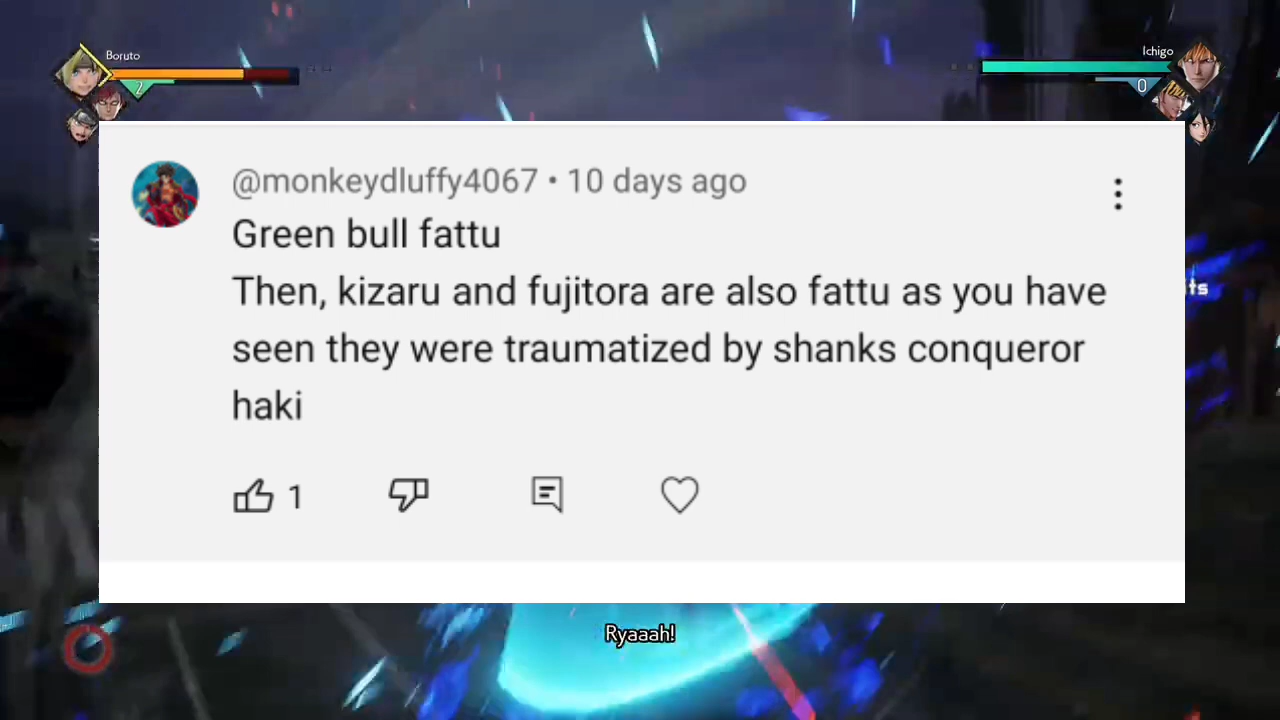 Boruto
Ichigo
2
0
@monkeydluffy4067 • 10 days ago
Green bull fattu
Then, kizaru and fujitora are also fattu as you have
seen they were traumatized by shanks conqueror
haki
1
Ryaaah!